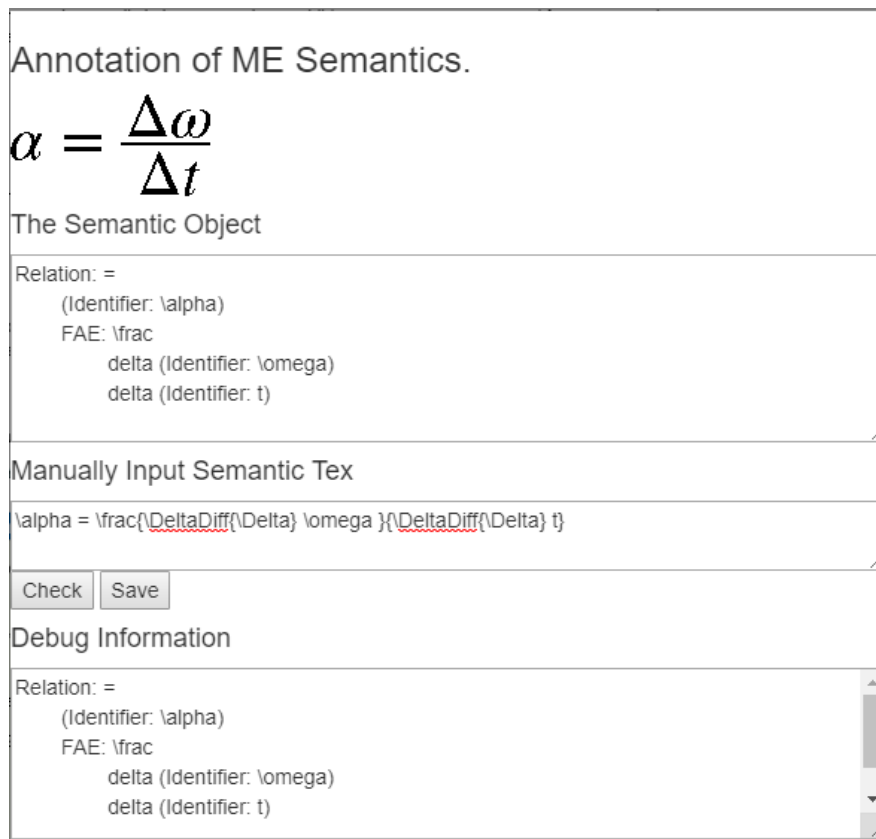 Annotation of ME Semantics.
α = Δω
Δt
The Semantic Object
Relation: =
(Identifier: \alpha)
FAE: \frac
delta (Identifier: \omega)
delta (Identifier: t)
Manually Input Semantic Tex
\alpha = \frac{\DeltaDiff{\Delta} \omega }{\DeltaDiff{\Delta} t}
Check Save
Debug Information
Relation: =
(Identifier: \alpha)
FAE: \frac
delta (Identifier: \omega)
delta (Identifier: t)